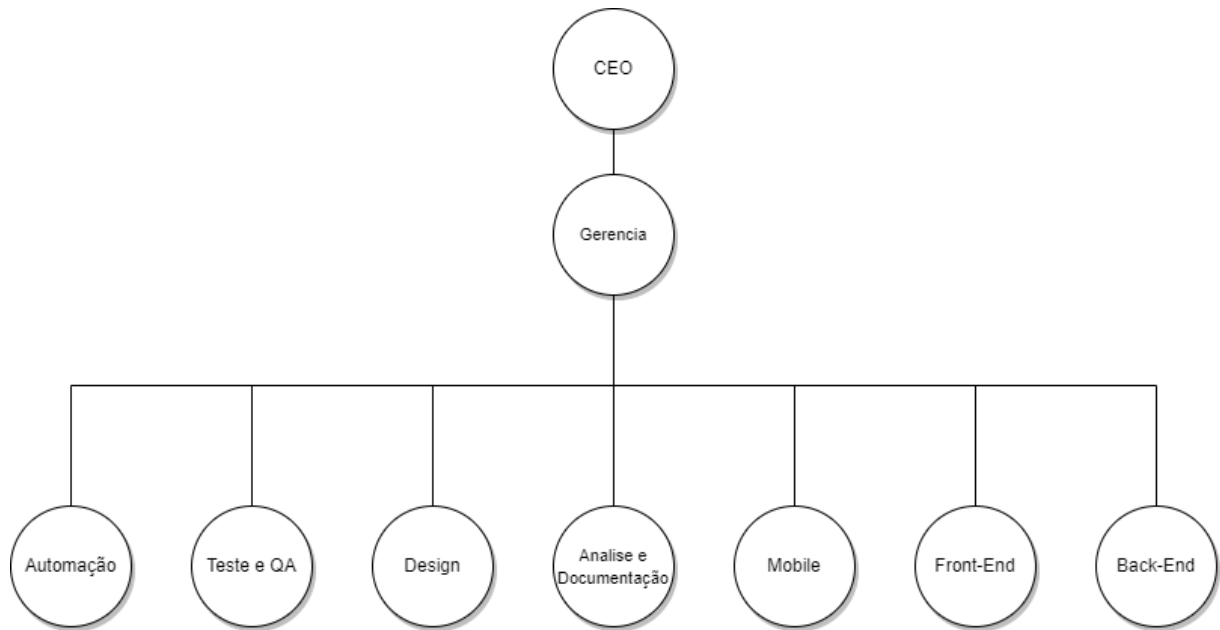 CEO
Gerencia
Automação
Teste e QA
Design
Analise e
Documentação
Mobile
Front-End
Back-End